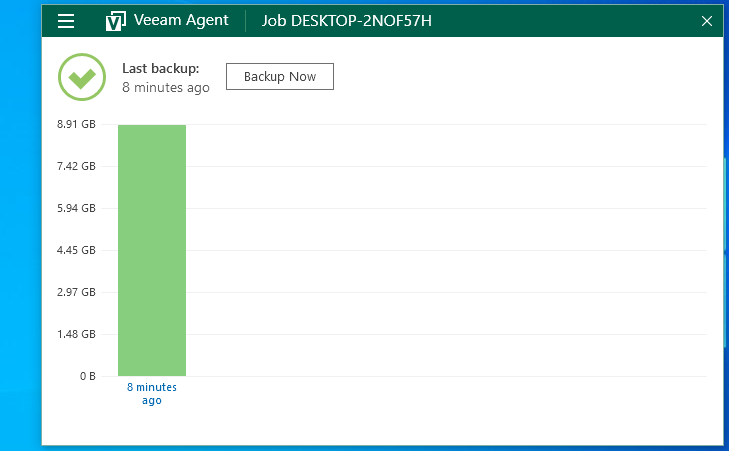 Veeam Agent Job DESKTOP-2NOF57H
Last backup:
8 minutes ago
Backup Now
8.91 GB
7.42 GB
5.94 GB
4.45 GB
2.97 GB
1.48 GB
0 B
8 minutes
ago